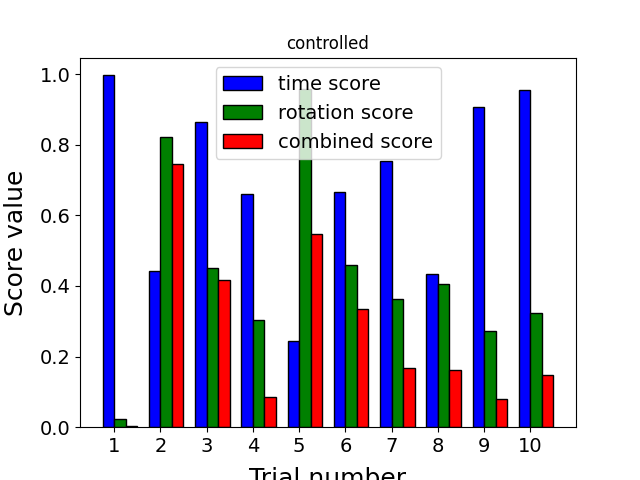 controlled
time score
rotation score
combined score
Score value
1.0
0.8
0.6
0.4
0.2
0.0
1 2 3 4 5 6 7 8 9 10
Trial number